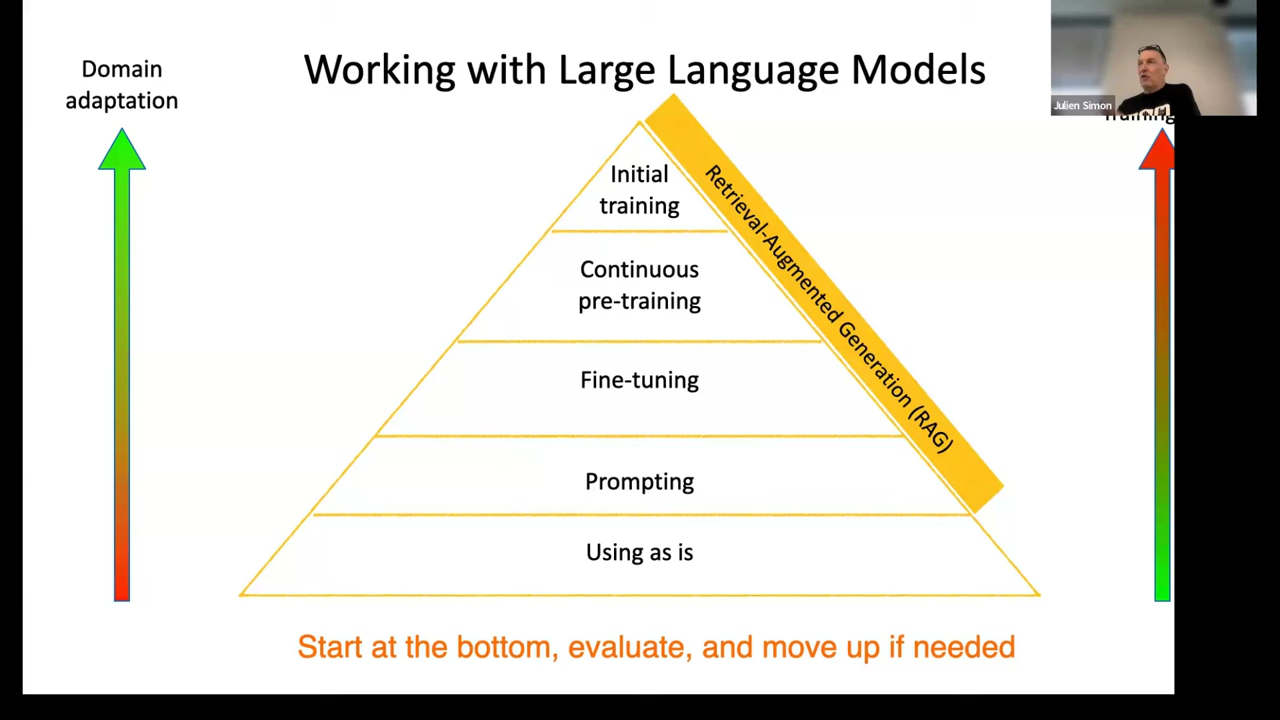 Working with Large Language Models
Domain
adaptation
Julien Simon
Training
Initial
training
Continuous
pre-training
Fine-tuning
Prompting
Using as is
Retrieval-Augmented Generation (RAG)
Start at the bottom, evaluate, and move up if needed